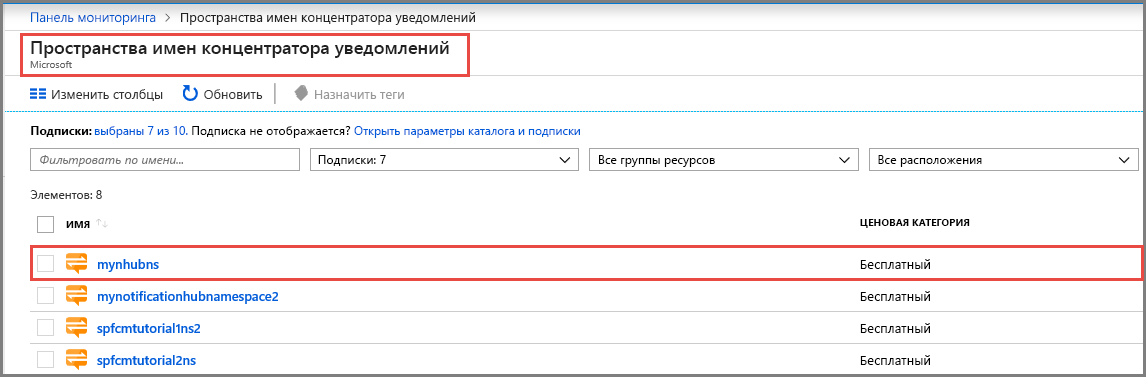 Панель мониторинга > Пространства имен концентратора уведомлений
Пространства имен концентратора уведомлений
Microsoft
Изменить столбцы Обновить Назначить теги
Подписки: выбраны 7 из 10. Подписка не отображается? Открыть параметры каталога и подписки
Фильтровать по имени... Подписки: 7 Все группы ресурсов Все расположения
Элементов: 8
ИМЯ ↑↓ ЦЕНОВАЯ КАТЕГОРИЯ
mynhubns Бесплатный
mynotificationhubnamespace2 Бесплатный
spfcmtutorial1ns2 Бесплатный
spfcmtutorial2ns Бесплатный